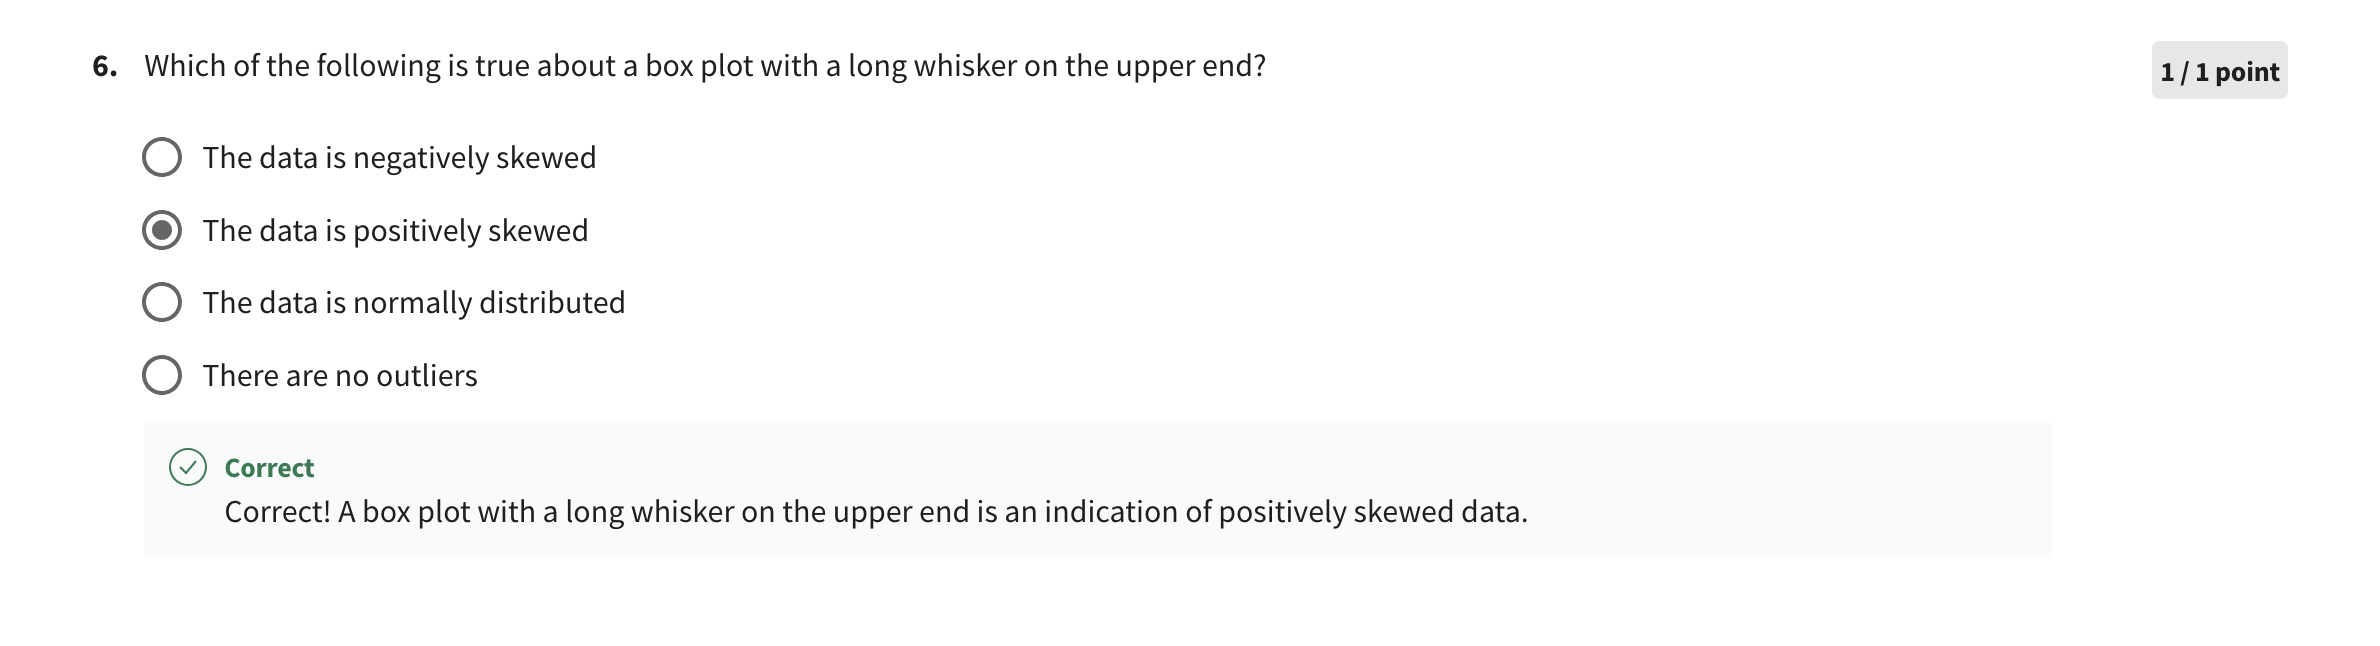 6. Which of the following is true about a box plot with a long whisker on the upper end?
1 / 1 point
The data is negatively skewed
The data is positively skewed
The data is normally distributed
There are no outliers
Correct
Correct! A box plot with a long whisker on the upper end is an indication of positively skewed data.